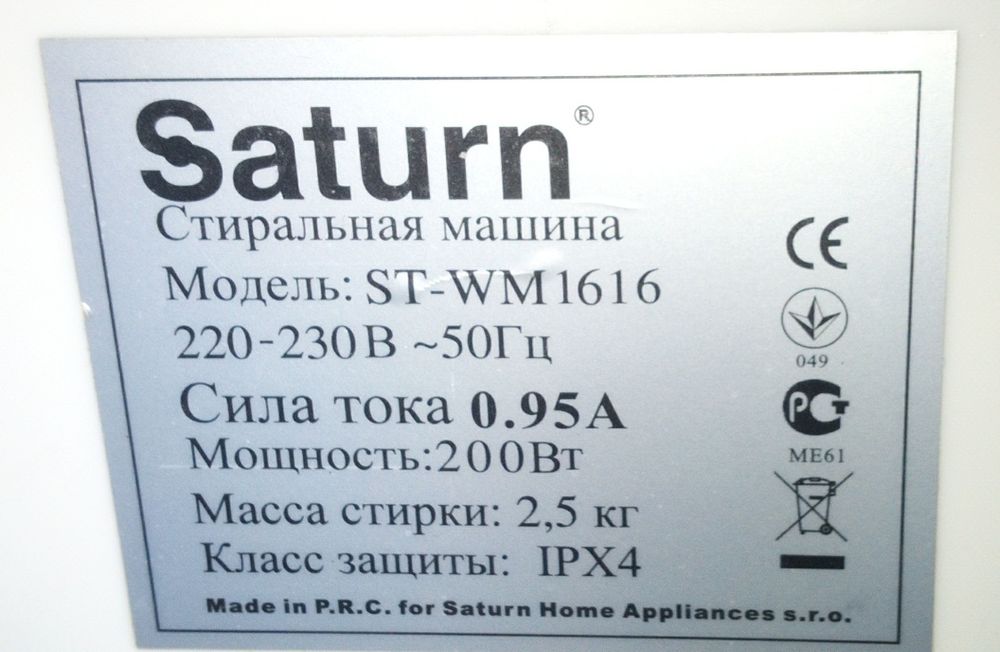 Saturn®
Стиральная машина
Модель: ST-WM1616
220-230В ~50Гц
Сила тока 0.95А
Мощность:200Вт
Масса стирки: 2,5 кг
Класс защиты: IPX4
Made in P.R.C. for Saturn Home Appliances s.r.o.
CE
049
РСТ
ME61